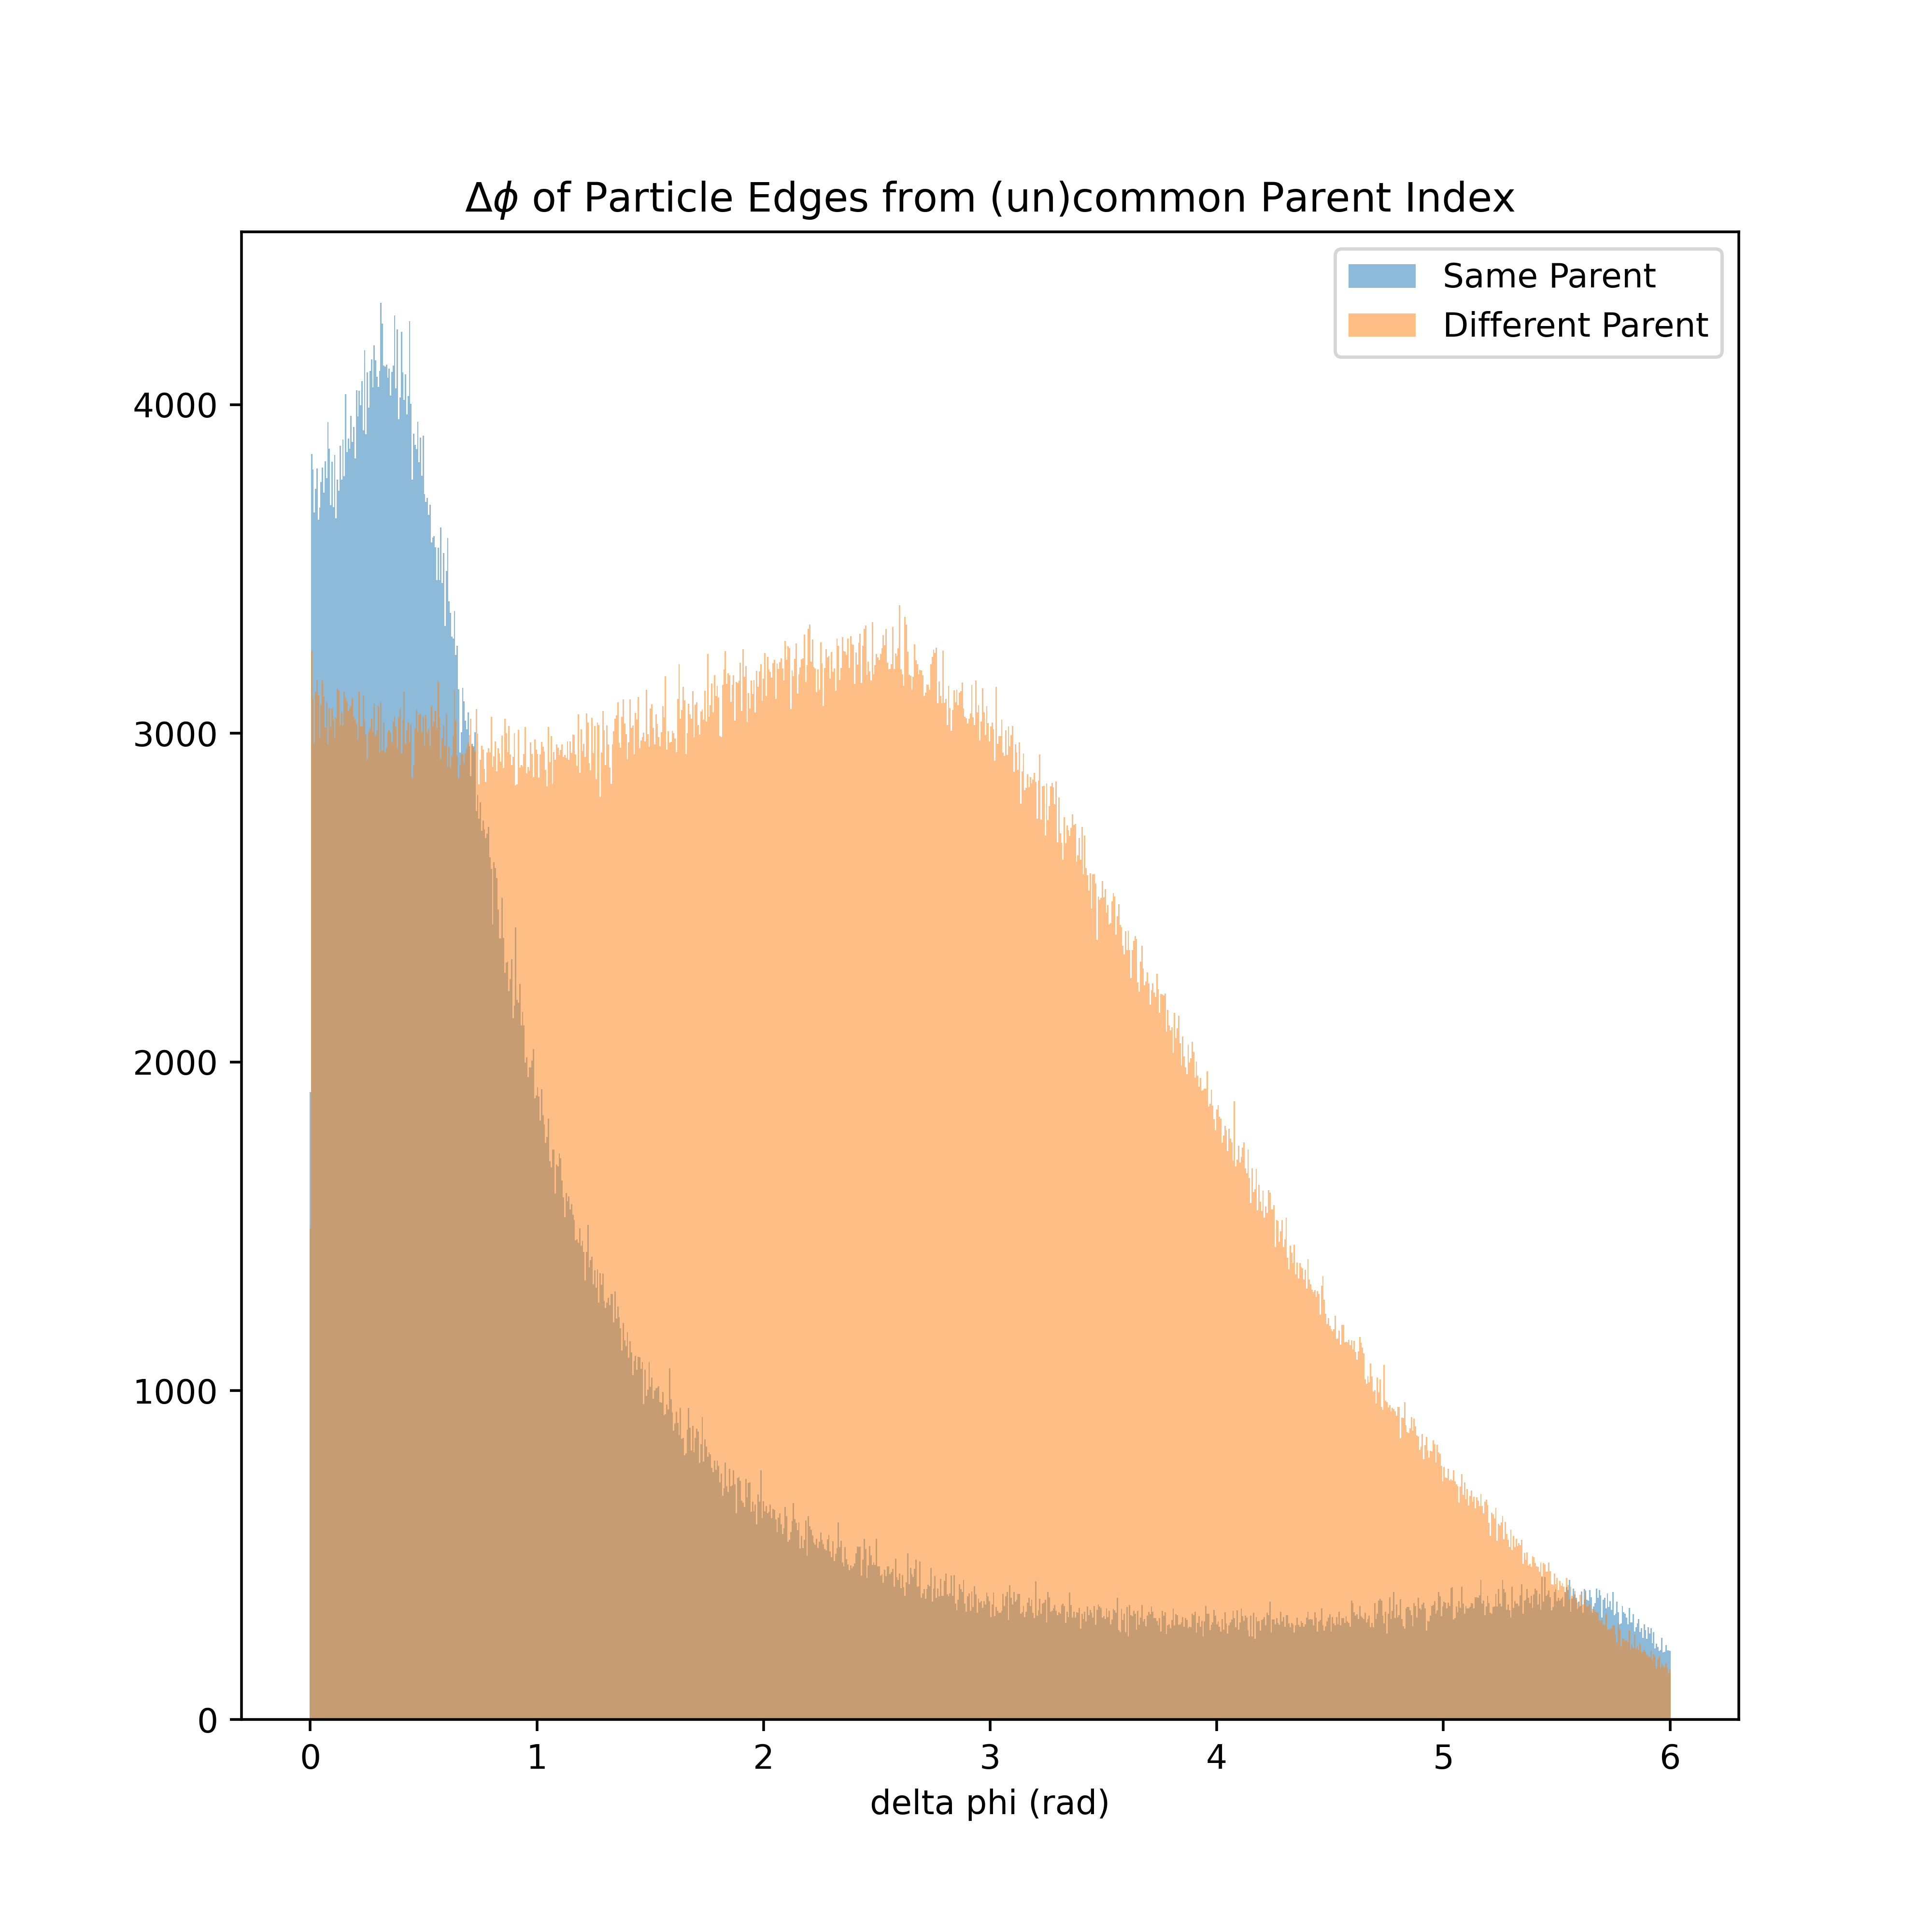 Δϕ of Particle Edges from (un)common Parent Index
Same Parent
Different Parent
4000
3000
2000
1000
0
0 1 2 3 4 5 6
delta phi (rad)